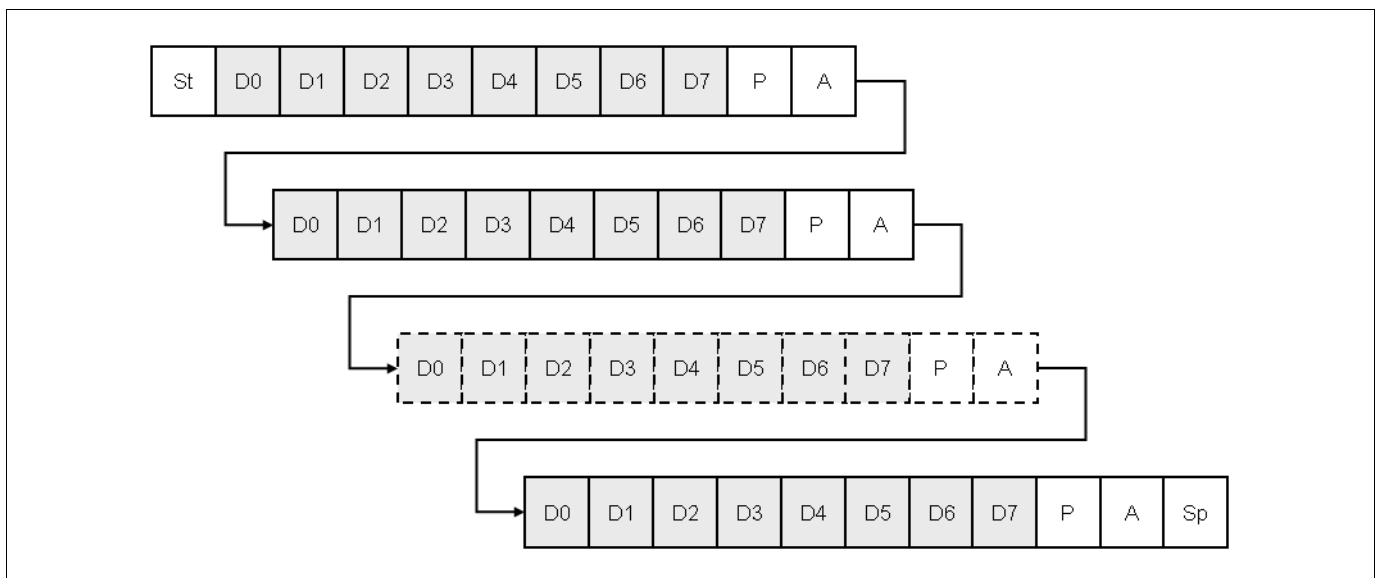 St D0 D1 D2 D3 D4 D5 D6 D7 P A
D0 D1 D2 D3 D4 D5 D6 D7 P A
D0 D1 D2 D3 D4 D5 D6 D7 P A
D0 D1 D2 D3 D4 D5 D6 D7 P A Sp